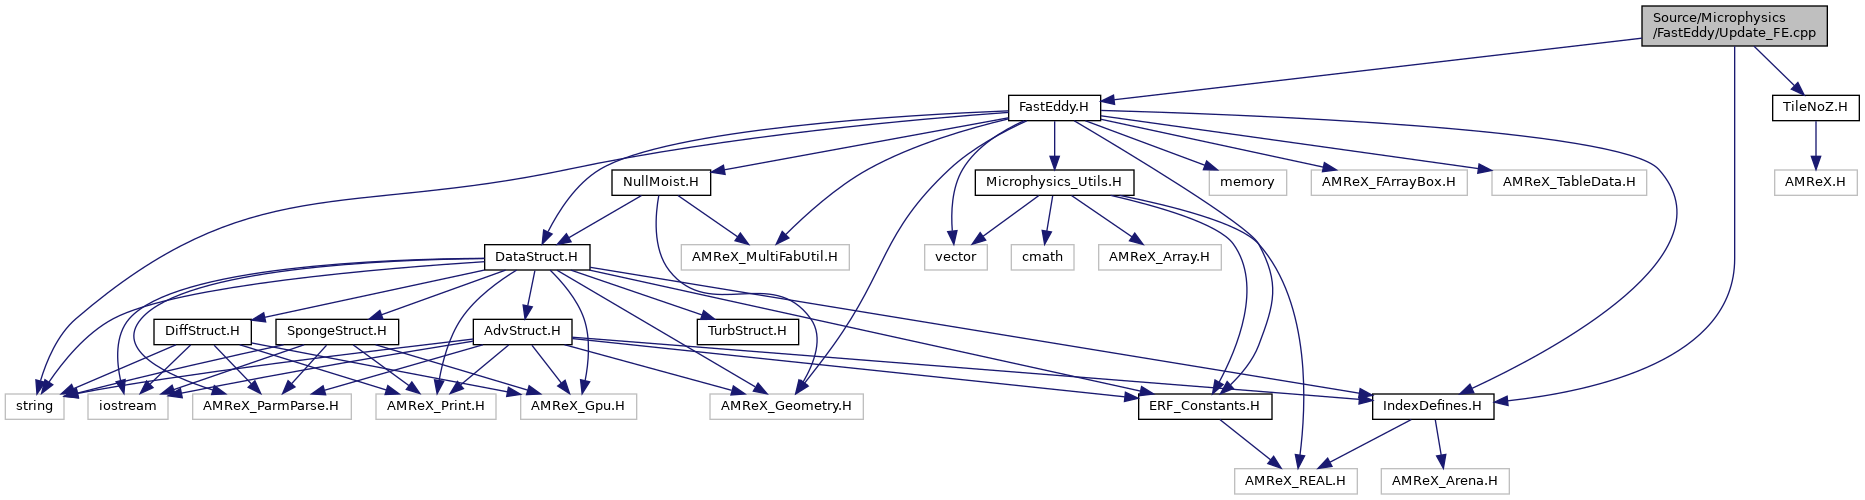 Source/Microphysics
/FastEddy/Update_FE.cpp
FastEddy.H
TileNoZ.H
NullMoist.H
Microphysics_Utils.H
memory
AMReX_FArrayBox.H
AMReX_TableData.H
AMReX.H
DataStruct.H
AMReX_MultiFabUtil.H
vector
cmath
AMReX_Array.H
DiffStruct.H
SpongeStruct.H
AdvStruct.H
TurbStruct.H
string
iostream
AMReX_ParmParse.H
AMReX_Print.H
AMReX_Gpu.H
AMReX_Geometry.H
ERF_Constants.H
IndexDefines.H
AMReX_REAL.H
AMReX_Arena.H